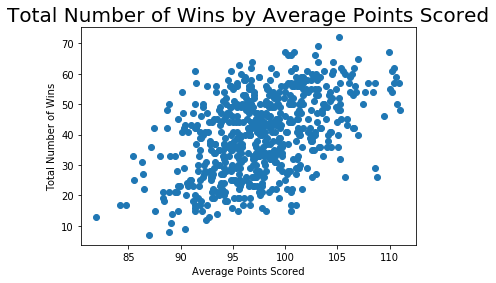 Total Number of Wins by Average Points Scored
Total Number of Wins
70
60
50
40
30
20
10
85 90 95 100 105 110
Average Points Scored